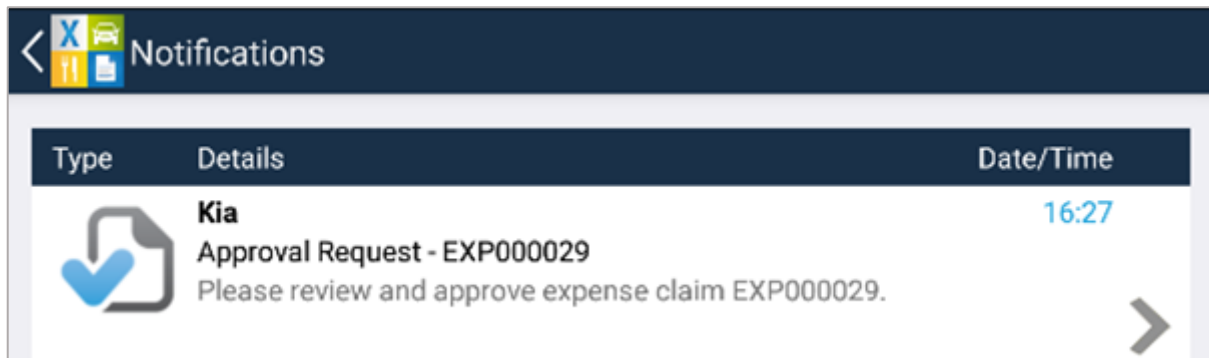 X
Notifications
Type Details Date/Time
Kia 16:27
Approval Request - EXP000029
Please review and approve expense claim EXP000029.